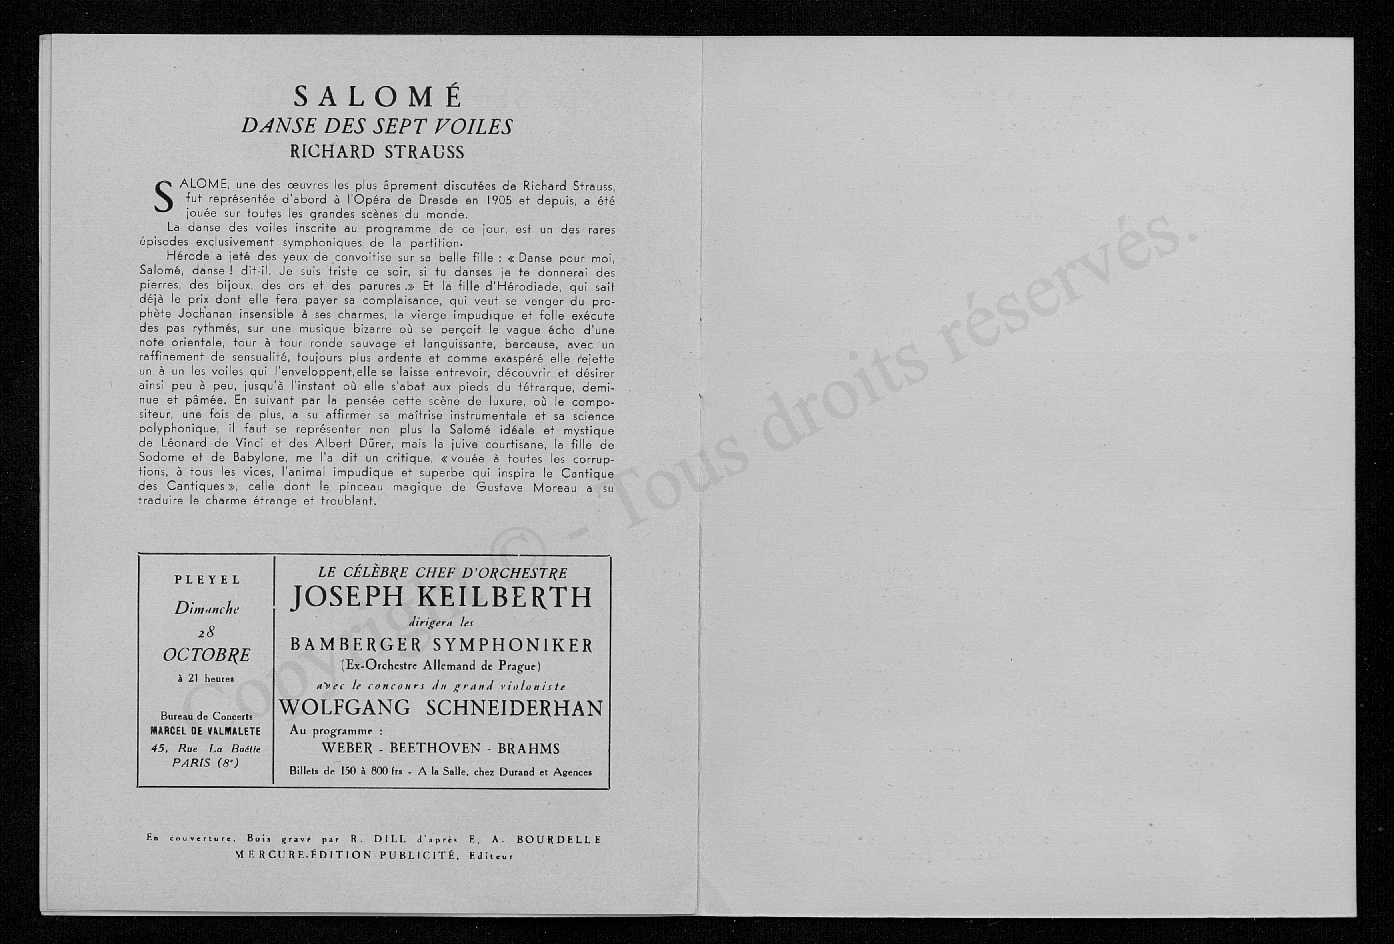 SALOMÉ
DANSE DES SEPT VOILES
RICHARD STRAUSS
SALOME, une des œuvres les plus âprement discutées de Richard Strauss,
fut représentée d'abord à l'Opéra de Dresde en 1905 et depuis, a été
jouée sur toutes les grandes scènes du monde.
La danse des voiles inscrite au programme de ce jour, est un des rares
épisodes exclusivement symphoniques de la partition.
Hérode a jeté des yeux de convoitise sur sa belle fille : « Danse pour moi,
Salomé, danse ! dit-il. Je suis triste ce soir, si tu danses je te donnerai des
pierres, des bijoux, des ors et des parures.» Et la fille d'Hérodiade, qui sait
déjà le prix dont elle fera payer sa complaisance, qui veut se venger du pro-
phète Jochanan insensible à ses charmes, la vierge impudique et folle exécute
des pas rythmés, sur une musique bizarre où se perçoit le vague écho d'une
note orientale, tour à tour ronde sauvage et languissante, berceuse, avec un
raffinement de sensualité, toujours plus ardente et comme exaspéré elle rejette
un à un les voiles qui l'enveloppent,elle se laisse entrevoir, découvrir et désirer
ainsi peu à peu, jusqu'à l'instant où elle s'abat aux pieds du tétrarque, demi-
nue et pâmée. En suivant par la pensée cette scène de luxure, où le compo-
siteur, une fois de plus, a su affirmer sa maîtrise instrumentale et sa science
polyphonique, il faut se représenter non plus la Salomé idéale et mystique
de Léonard de Vinci et des Albert Dürer, mais la juive courtisane, la fille de
Sodome et de Babylone, me l'a dit un critique, « vouée à toutes les corrup-
tions, à tous les vices, l'animal impudique et superbe qui inspira le Cantique
des Cantiques», celle dont le pinceau magique de Gustave Moreau a su
traduire le charme étrange et troublant.
PLEYEL
Dimanche
28
OCTOBRE
à 21 heures
Bureau de Concerts
MARCEL DE VALMALETE
45, Rue La Boétie
PARIS (8e)
LE CÉLÈBRE CHEF D'ORCHESTRE
JOSEPH KEILBERTH
dirigera les
BAMBERGER SYMPHONIKER
(Ex-Orchestre Allemand de Prague)
avec le concours du grand violoniste
WOLFGANG SCHNEIDERHAN
Au programme :
WEBER - BEETHOVEN - BRAHMS
Billets de 150 à 800 frs - A la Salle, chez Durand et Agences
En couverture, Bois gravé par R. DILL d'après E. A. BOURDELLE
MERCURE-ÉDITION-PUBLICITÉ, Editeur
Copyright © - Tous droits réservés.